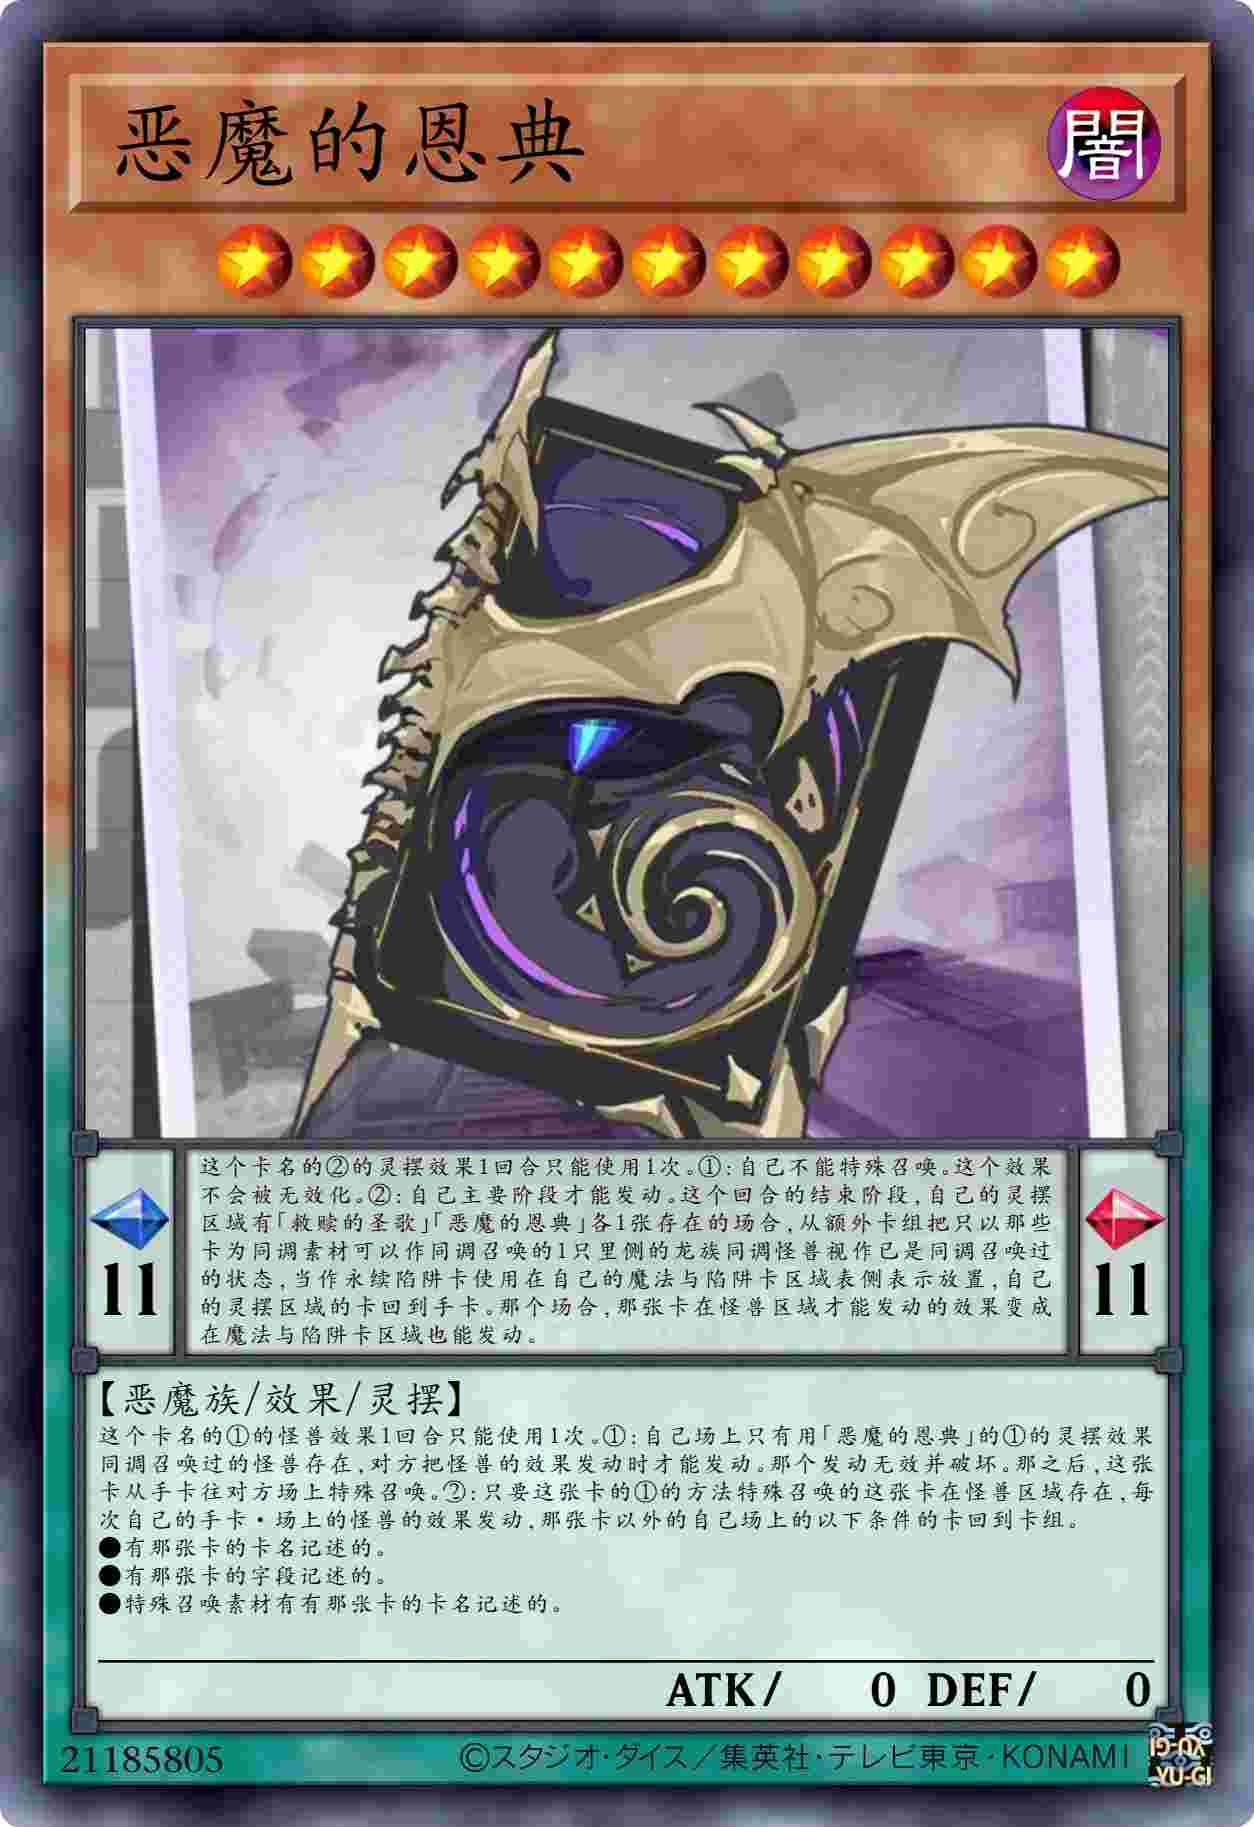 恶魔的恩典
闇
这个卡名的②的灵摆效果1回合只能使用1次。①:自己不能特殊召唤。这个效果
不会被无效化。②:自己主要阶段才能发动。这个回合的结束阶段,自己的灵摆
区域有「救赎的圣歌」「恶魔的恩典」各1张存在的场合,从额外卡组把只以那些
卡为同调素材可以作同调召唤的1只里侧的龙族同调怪兽视作已是同调召唤过
的状态,当作永续陷阱卡使用在自己的魔法与陷阱卡区域表侧表示放置,自己
的灵摆区域的卡回到手卡。那个场合,那张卡在怪兽区域才能发动的效果变成
在魔法与陷阱卡区域也能发动。
11
11
【恶魔族/效果/灵摆】
这个卡名的①的怪兽效果1回合只能使用1次。①:自己场上只有用「恶魔的恩典」的①的灵摆效果
同调召唤过的怪兽存在,对方把怪兽的效果发动时才能发动。那个发动无效并破坏。那之后,这张
卡从手卡往对方场上特殊召唤。②:只要这张卡的①的方法特殊召唤的这张卡在怪兽区域存在,每
次自己的手卡·场上的怪兽的效果发动,那张卡以外的自己场上的以下条件的卡回到卡组。
●有那张卡的卡名记述的。
●有那张卡的字段记述的。
●特殊召唤素材有有那张卡的卡名记述的。
ATK/ 0 DEF/ 0
21185805 ©スタジオ·ダイス/集英社·テレビ東京·KONAMI
YU-GI
YU-GI